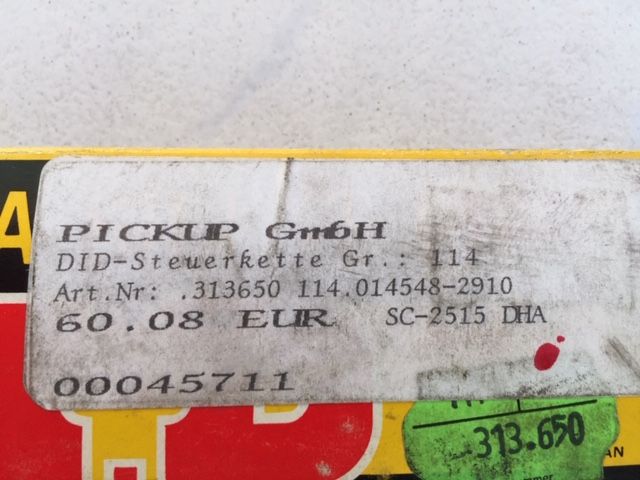 PICKUP GmbH
DID-Steuerkette Gr.: 114
Art.Nr: .313650 114.014548-2910
60.08 EUR SC-2515 DHA
00045711
313.650